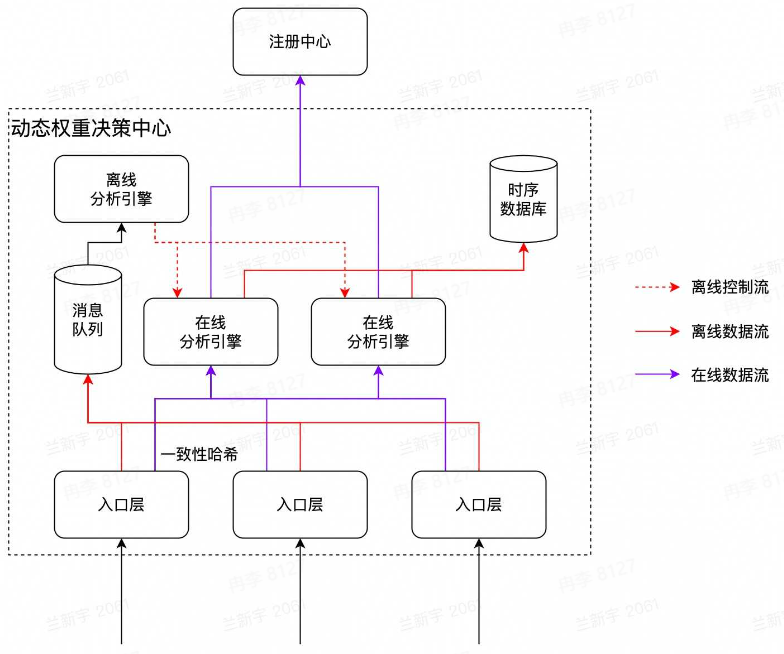 注册中心
动态权重决策中心
离线
分析引擎
时序
数据库
消息
队列
在线
分析引擎
在线
分析引擎
离线控制流
离线数据流
在线数据流
一致性哈希
入口层
入口层
入口层
冉李 8127
兰新宇 2061